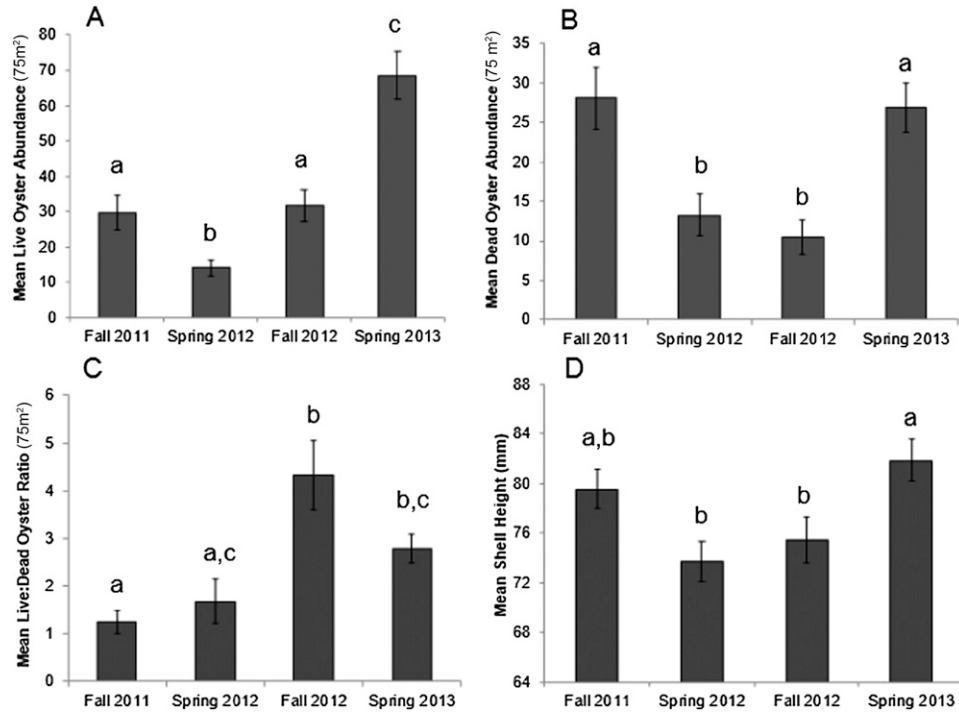 A
Mean Live Oyster Abundance (75m²)
80
70
60
50
40
30
20
10
0
a
b
a
c
Fall 2011 Spring 2012 Fall 2012 Spring 2013
B
Mean Dead Oyster Abundance (75 m²)
35
30
25
20
15
10
5
0
a
b
b
a
Fall 2011 Spring 2012 Fall 2012 Spring 2013
C
Mean Live:Dead Oyster Ratio (75m²)
6
5
4
3
2
1
0
a
a,c
b
b,c
Fall 2011 Spring 2012 Fall 2012 Spring 2013
D
Mean Shell Height (mm)
88
84
80
76
72
68
64
a,b
b
b
a
Fall 2011 Spring 2012 Fall 2012 Spring 2013